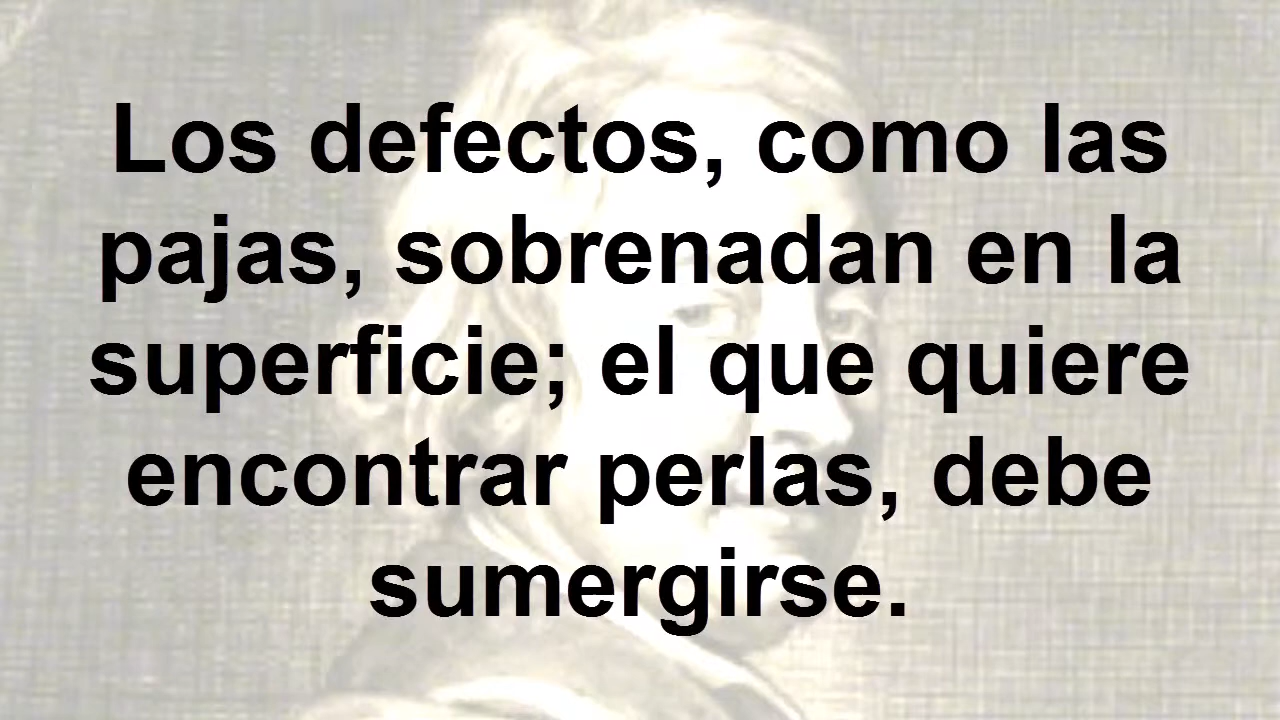 Los defectos, como las
pajas, sobrenadan en la
superficie; el que quiere
encontrar perlas, debe
sumergirse.